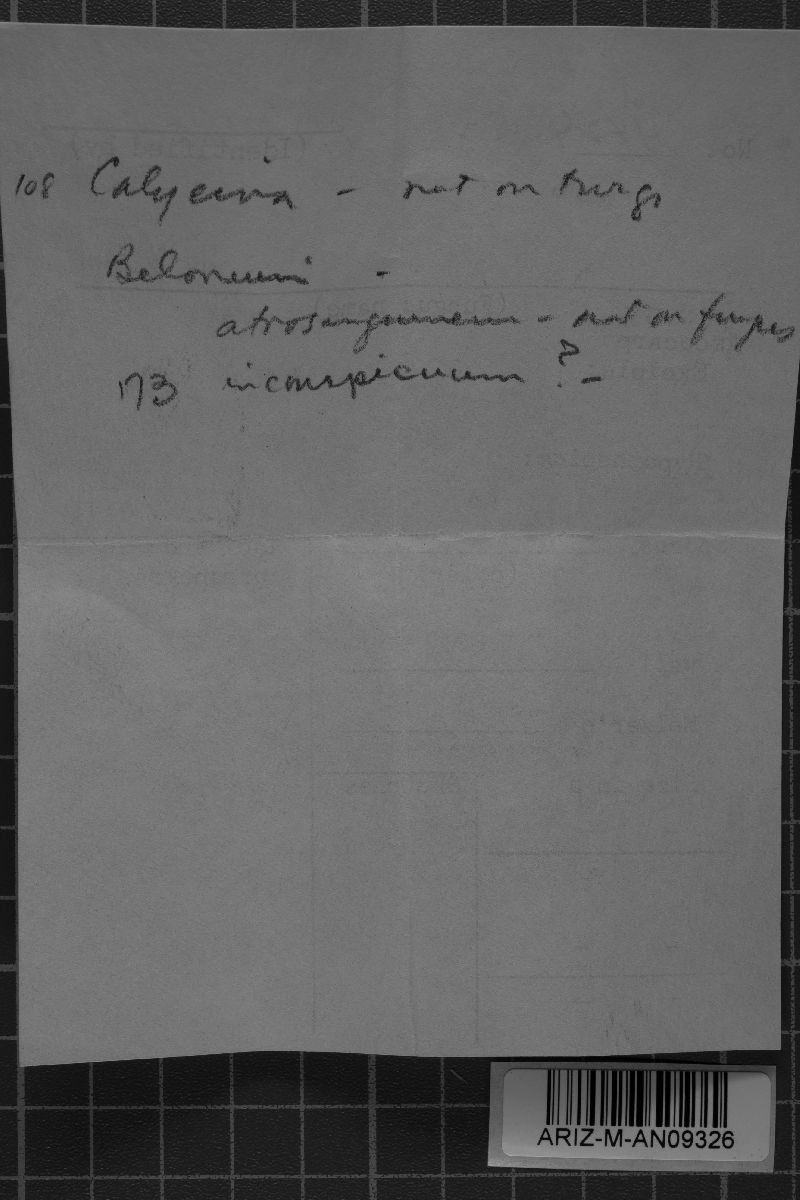 108 Calycina - not on fungi
Belonium -
atrosanguineum - not on fungus
173 inconspicuum ? -
ARIZ-M-AN09326